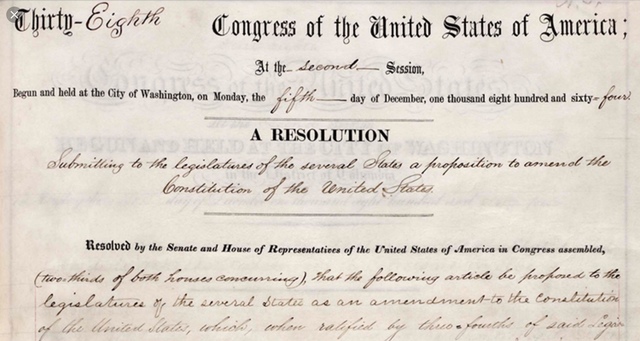 Thirty-Eighth Congress of the United States of America;
At the second Session,
Begun and held at the City of Washington, on Monday, the fifth day of December, one thousand eight hundred and sixty-four
A RESOLUTION
Submitting to the legislatures of the several States a proposition to amend the
Constitution of the United States.
Resolved by the Senate and House of Representatives of the United States of America in Congress assembled,
(two-thirds of both houses concurring), that the following article be proposed to the
legislatures of the several States as an amendment to the Constitution
of the United States, which, when ratified by three-fourths of said Legis